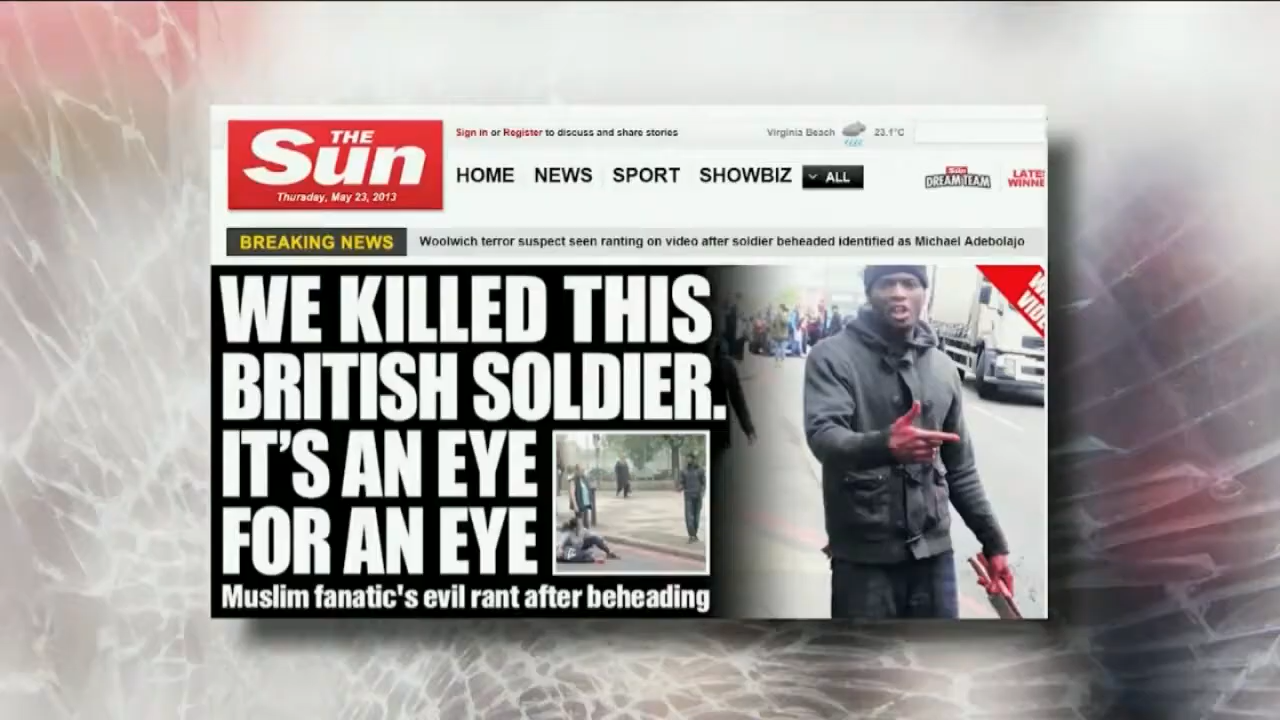 THE
Sun
Thursday, May 23, 2013
Sign in or Register to discuss and share stories
Virginia Beach 23.1°C
HOME NEWS SPORT SHOWBIZ ALL
Sun
DREAM TEAM
BREAKING NEWS Woolwich terror suspect seen ranting on video after soldier beheaded identified as Michael Adebolajo
WE KILLED THIS
BRITISH SOLDIER.
IT'S AN EYE
FOR AN EYE
Muslim fanatic's evil rant after beheading